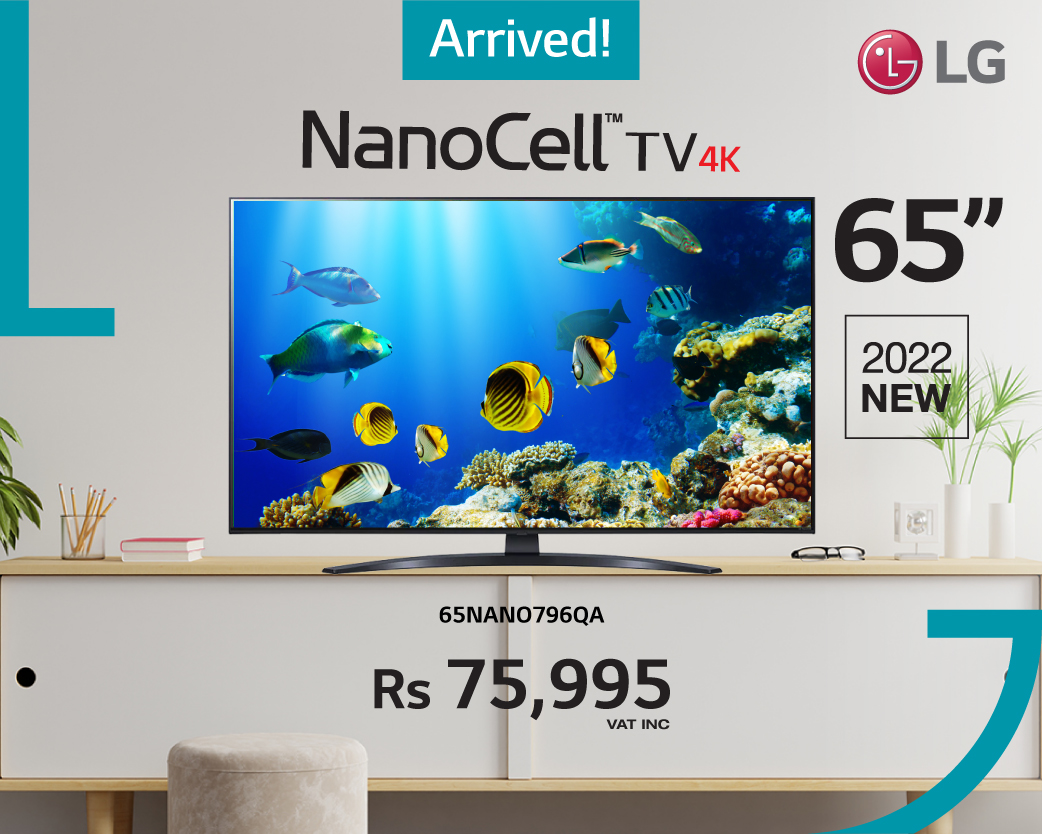 Arrived!
LG
NanoCell™ TV 4K
65”
2022
NEW
65NANO796QA
Rs 75,995
VAT INC